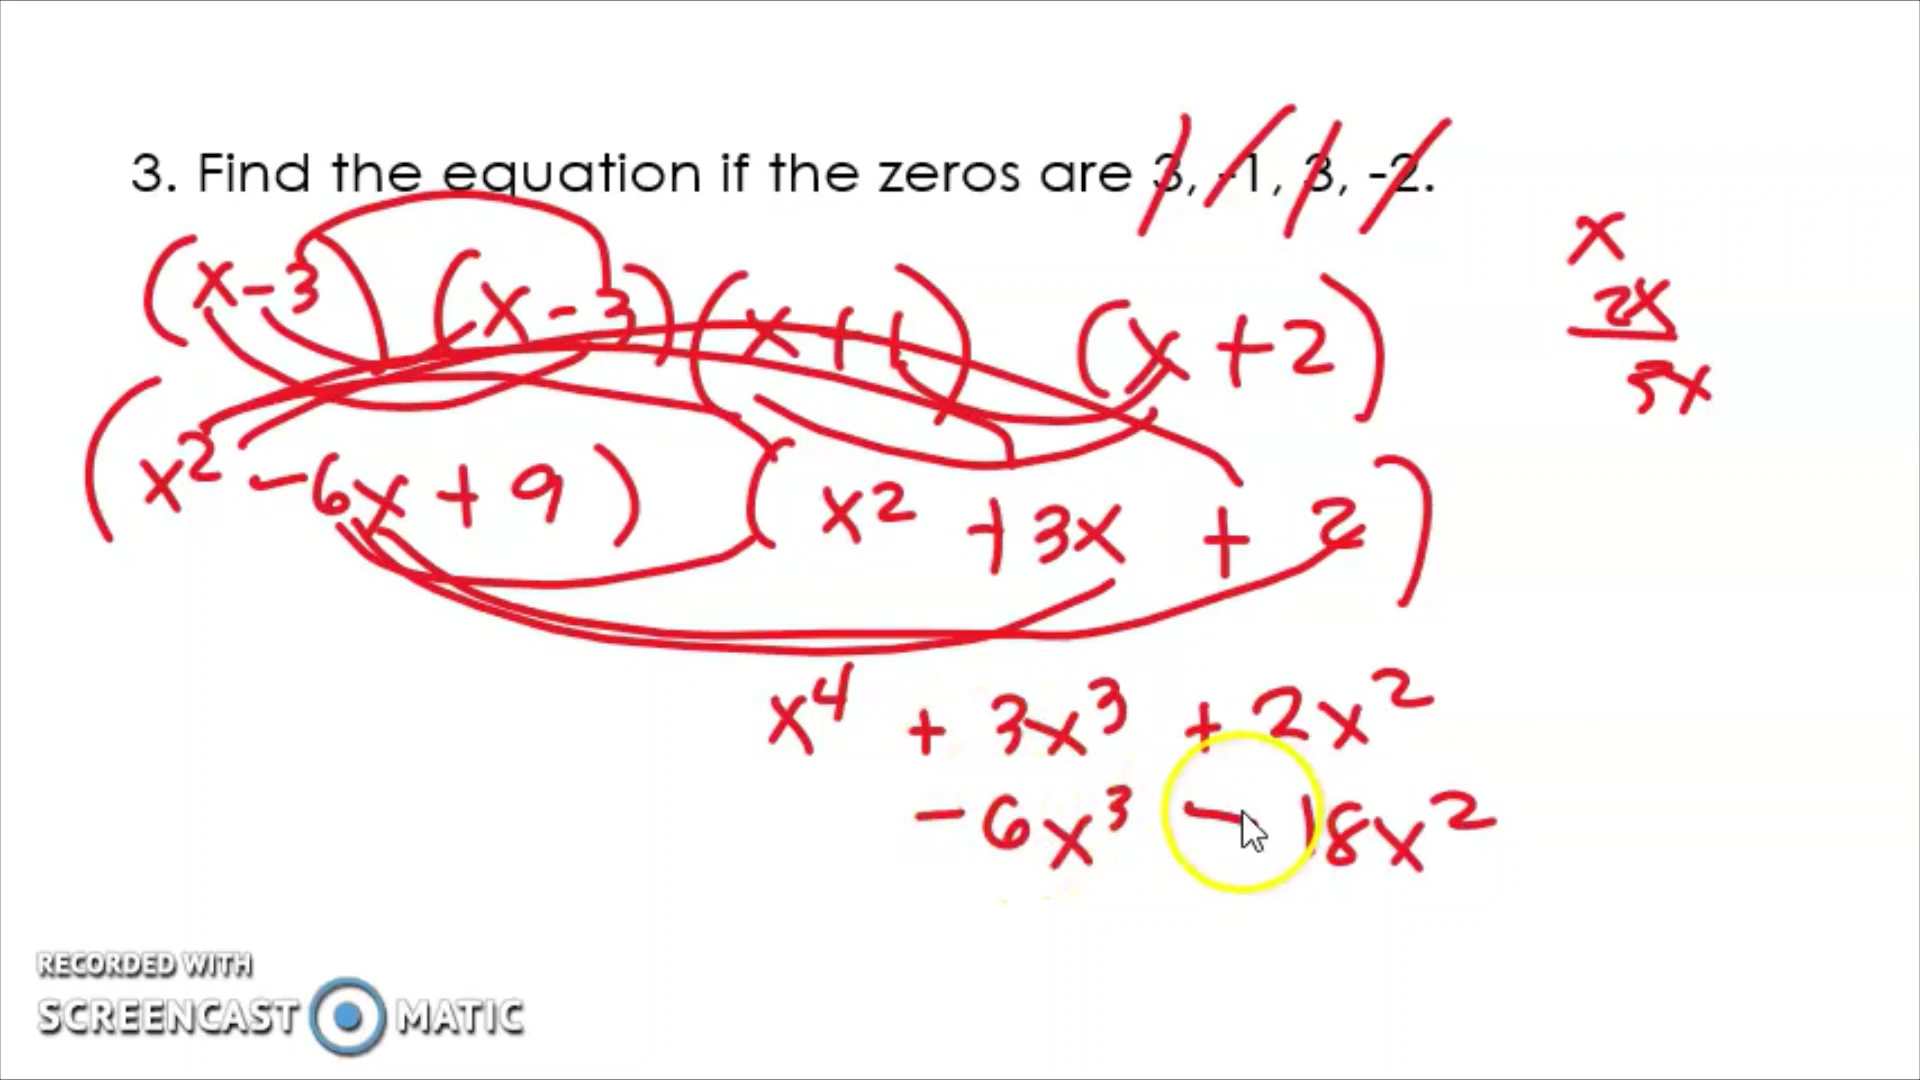 3. Find the equation if the zeros are 3, -1, 3, -2.
(x-3 (x-3) (x+1) (x+2)
x
2x
3x
(x² -6x + 9) (x² +3x + 2)
x⁴ + 3x³ + 2x²
-6x³ - 18x²
RECORDED WITH
SCREENCAST MATIC